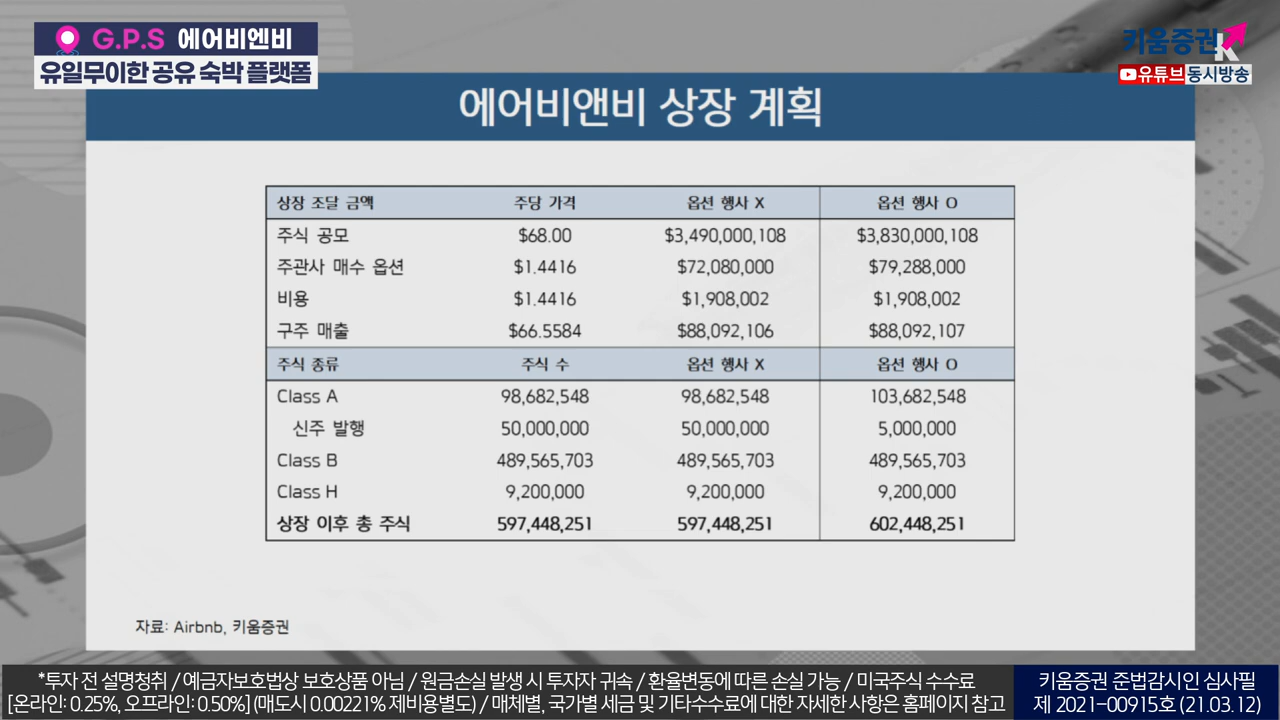 G.P.S 에어비엔비
유일무이한 공유 숙박 플랫폼
키움증권K
유튜브동시방송
에어비앤비 상장 계획
상장 조달 금액 주당 가격 옵션 행사 X 옵션 행사 O
주식 공모 $68.00 $3,490,000,108 $3,830,000,108
주관사 매수 옵션 $1.4416 $72,080,000 $79,288,000
비용 $1.4416 $1,908,002 $1,908,002
구주 매출 $66.5584 $88,092,106 $88,092,107
주식 종류 주식 수 옵션 행사 X 옵션 행사 O
Class A 98,682,548 98,682,548 103,682,548
신주 발행 50,000,000 50,000,000 5,000,000
Class B 489,565,703 489,565,703 489,565,703
Class H 9,200,000 9,200,000 9,200,000
상장 이후 총 주식 597,448,251 597,448,251 602,448,251
자료: Airbnb, 키움증권
*투자 전 설명청취 / 예금자보호법상 보호상품 아님 / 원금손실 발생 시 투자자 귀속 / 환율변동에 따른 손실 가능 / 미국주식 수수료
[온라인: 0.25%, 오프라인: 0.50%] (매도시 0.00221% 제비용별도) / 매체별, 국가별 세금 및 기타수수료에 대한 자세한 사항은 홈페이지 참고
키움증권 준법감시인 심사필
제 2021-00915호 (21.03.12)